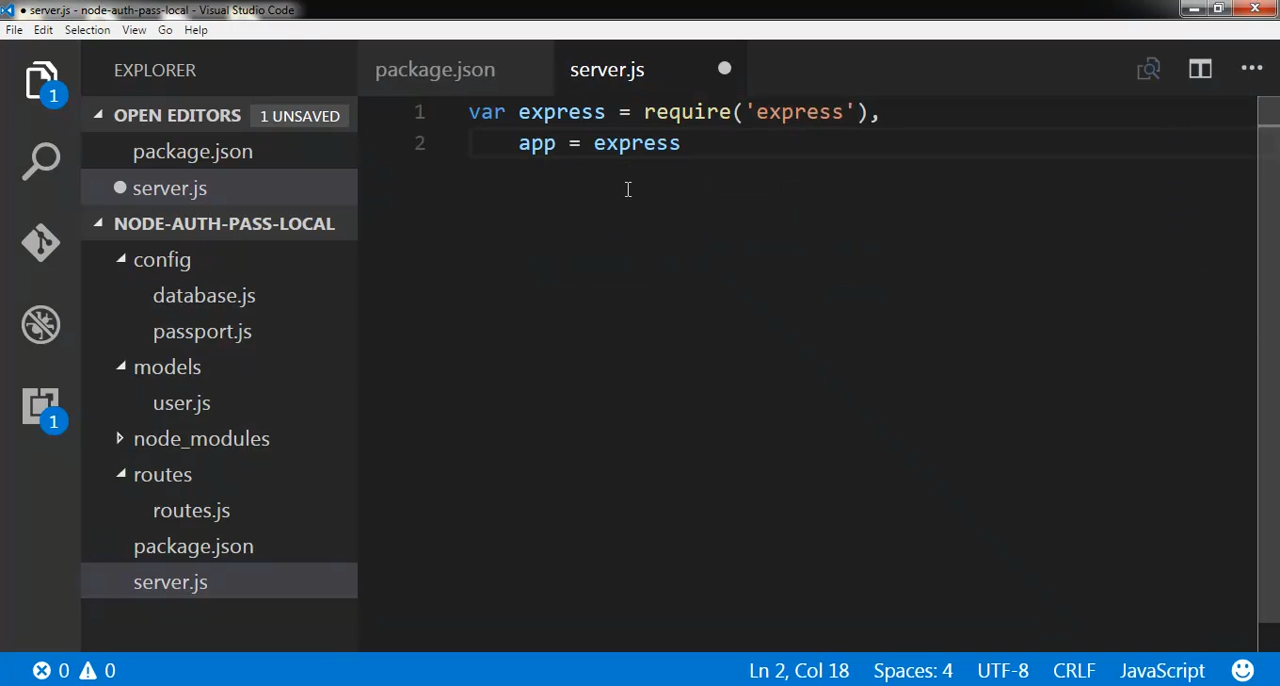 ● server.js - node-auth-pass-local - Visual Studio Code
File Edit Selection View Go Help
EXPLORER
package.json
server.js
1
OPEN EDITORS 1 UNSAVED
package.json
server.js
NODE-AUTH-PASS-LOCAL
config
database.js
passport.js
models
user.js
1
node_modules
routes
routes.js
package.json
server.js
1 var express = require('express'),
2 app = express
0 0
Ln 2, Col 18 Spaces: 4 UTF-8 CRLF JavaScript